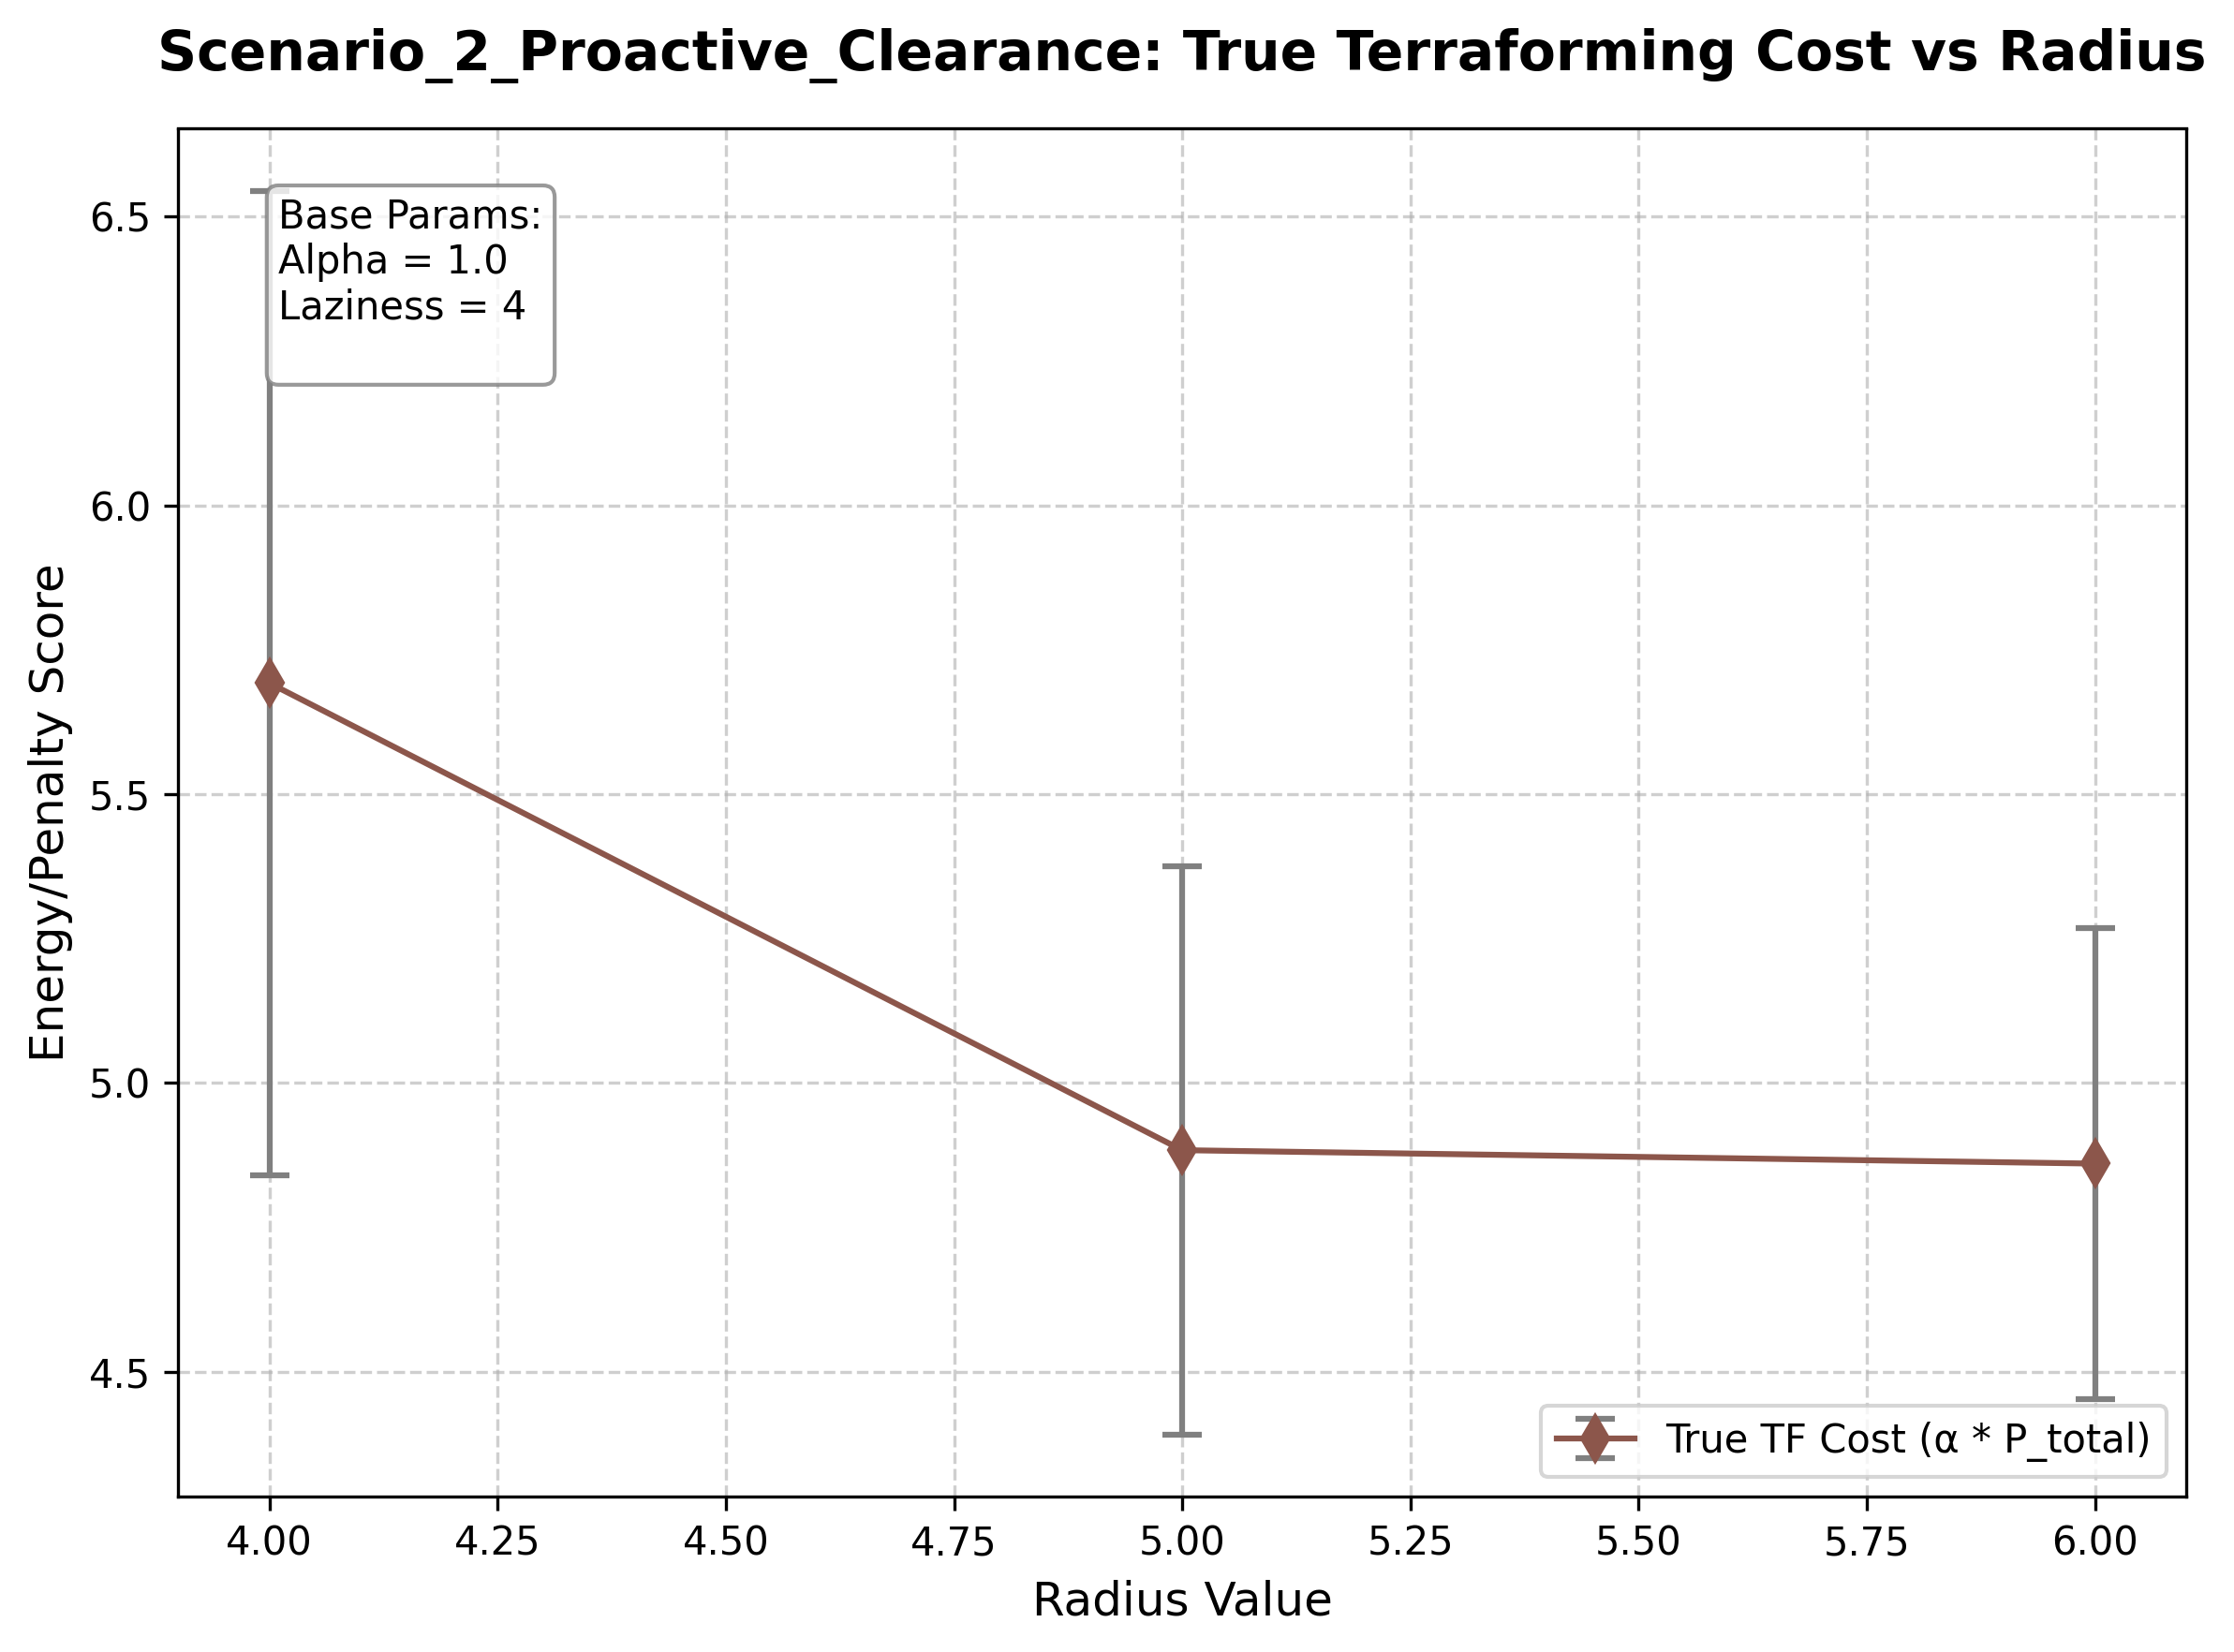 Scenario_2_Proactive_Clearance: True Terraforming Cost vs Radius
Base Params:
Alpha = 1.0
Laziness = 4
6.5
6.0
5.5
5.0
4.5
Energy/Penalty Score
True TF Cost (α * P_total)
4.00 4.25 4.50 4.75 5.00 5.25 5.50 5.75 6.00
Radius Value